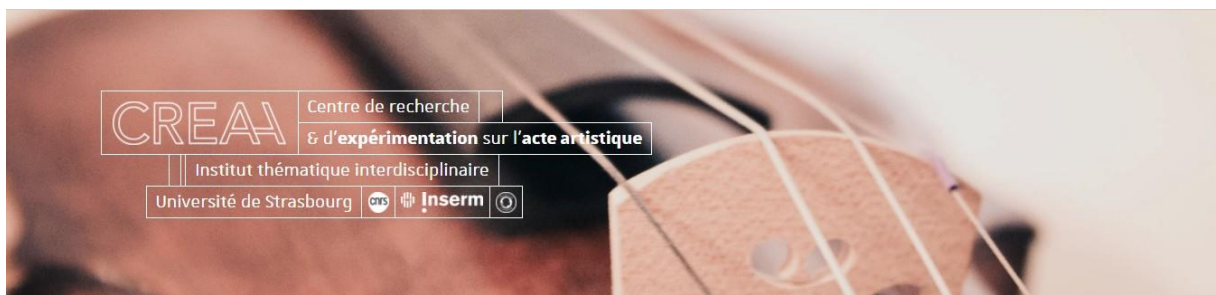 CREAA
Centre de recherche
& d'expérimentation sur l'acte artistique
Institut thématique interdisciplinaire
Université de Strasbourg cnrs Inserm